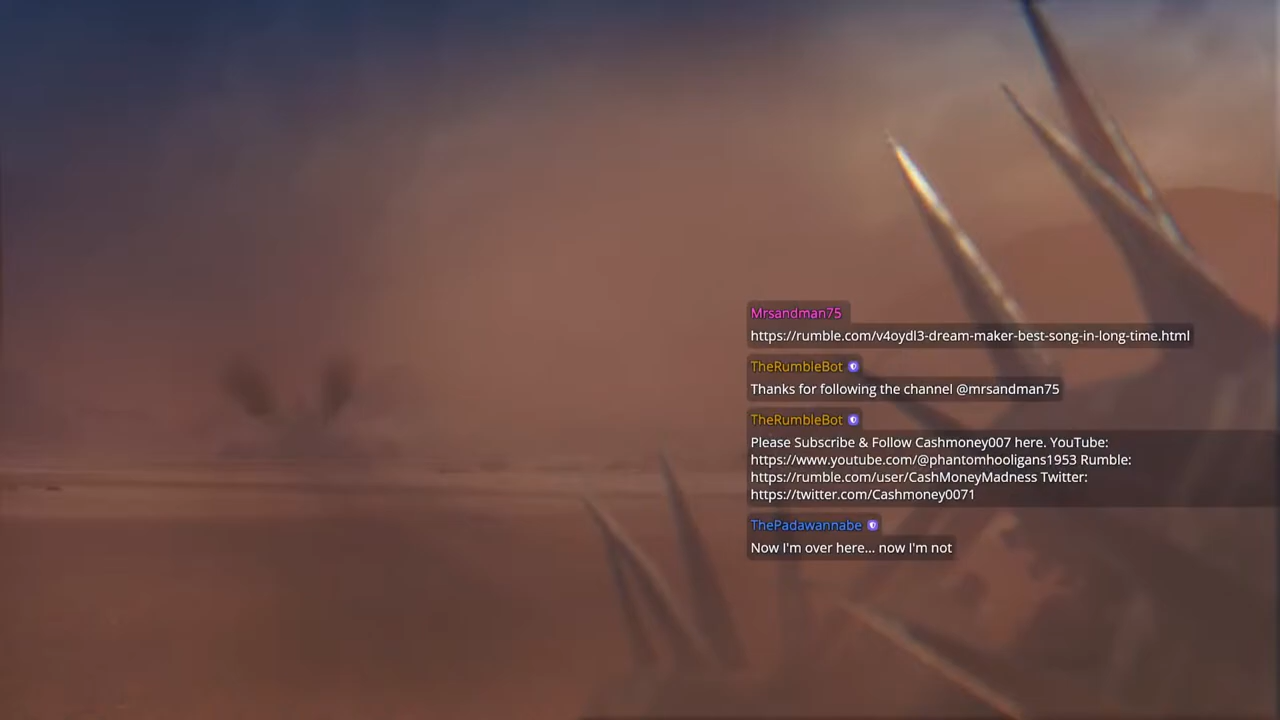 Mrsandman75
https://rumble.com/v4oydl3-dream-maker-best-song-in-long-time.html
TheRumbleBot
Thanks for following the channel @mrsandman75
TheRumbleBot
Please Subscribe & Follow Cashmoney007 here. YouTube:
https://www.youtube.com/@phantomhooligans1953 Rumble:
https://rumble.com/user/CashMoneyMadness Twitter:
https://twitter.com/Cashmoney0071
ThePadawannabe
Now I'm over here... now I'm not